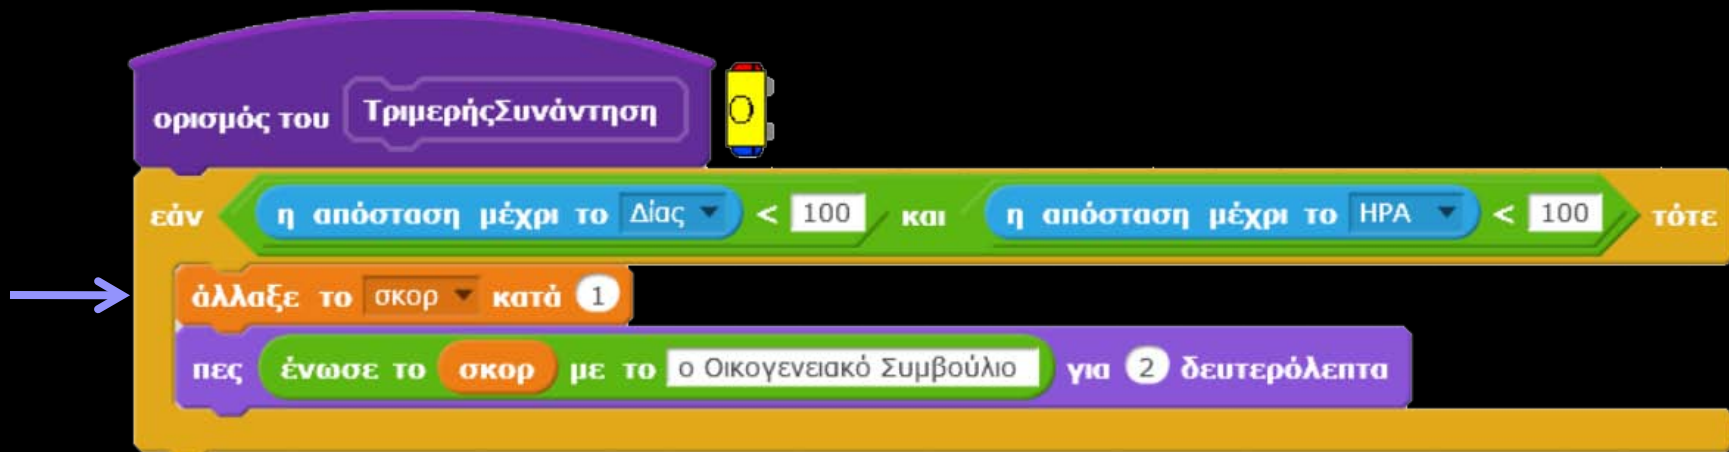 ορισμός του ΤριμερήςΣυνάντηση
εάν η απόσταση μέχρι το Δίας < 100 και η απόσταση μέχρι το ΗΡΑ < 100 τότε
άλλαξε το σκορ κατά 1
πες ένωσε το σκορ με το ο Οικογενειακό Συμβούλιο για 2 δευτερόλεπτα